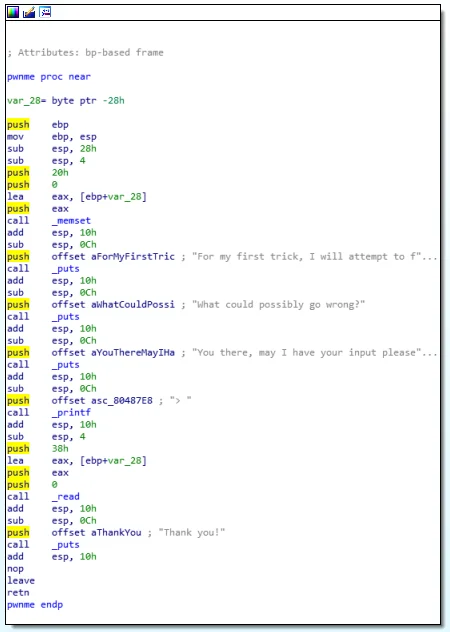 ; Attributes: bp-based frame
pwnme proc near
var_28= byte ptr -28h
push ebp
mov ebp, esp
sub esp, 28h
sub esp, 4
push 20h
push 0
lea eax, [ebp+var_28]
push eax
call _memset
add esp, 10h
sub esp, 0Ch
push offset aForMyFirstTric ; "For my first trick, I will attempt to f"...
call _puts
add esp, 10h
sub esp, 0Ch
push offset aWhatCouldPossi ; "What could possibly go wrong?"
call _puts
add esp, 10h
sub esp, 0Ch
push offset aYouThereMayIHa ; "You there, may I have your input please"...
call _puts
add esp, 10h
sub esp, 0Ch
push offset asc_80487E8 ; "> "
call _printf
add esp, 10h
sub esp, 4
push 38h
lea eax, [ebp+var_28]
push eax
push 0
call _read
add esp, 10h
sub esp, 0Ch
push offset aThankYou ; "Thank you!"
call _puts
add esp, 10h
nop
leave
retn
pwnme endp